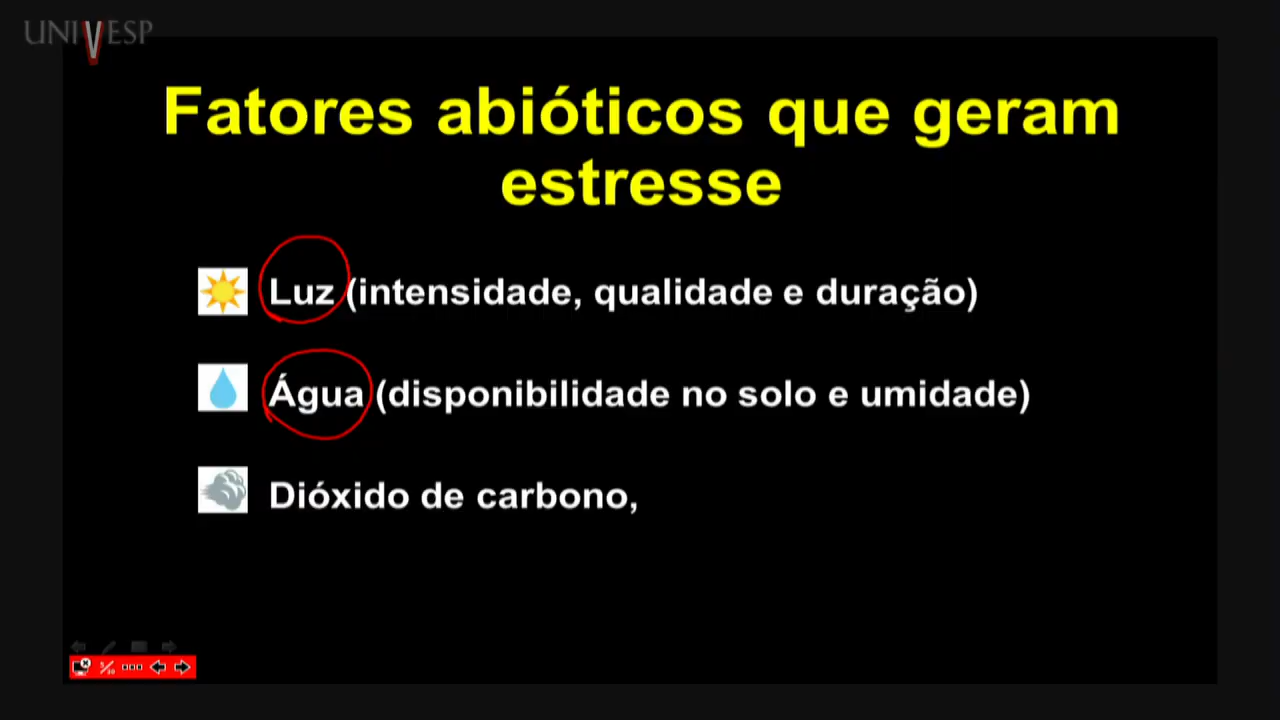 UNIVESP
Fatores abióticos que geram
estresse
Luz (intensidade, qualidade e duração)
Água (disponibilidade no solo e umidade)
Dióxido de carbono,